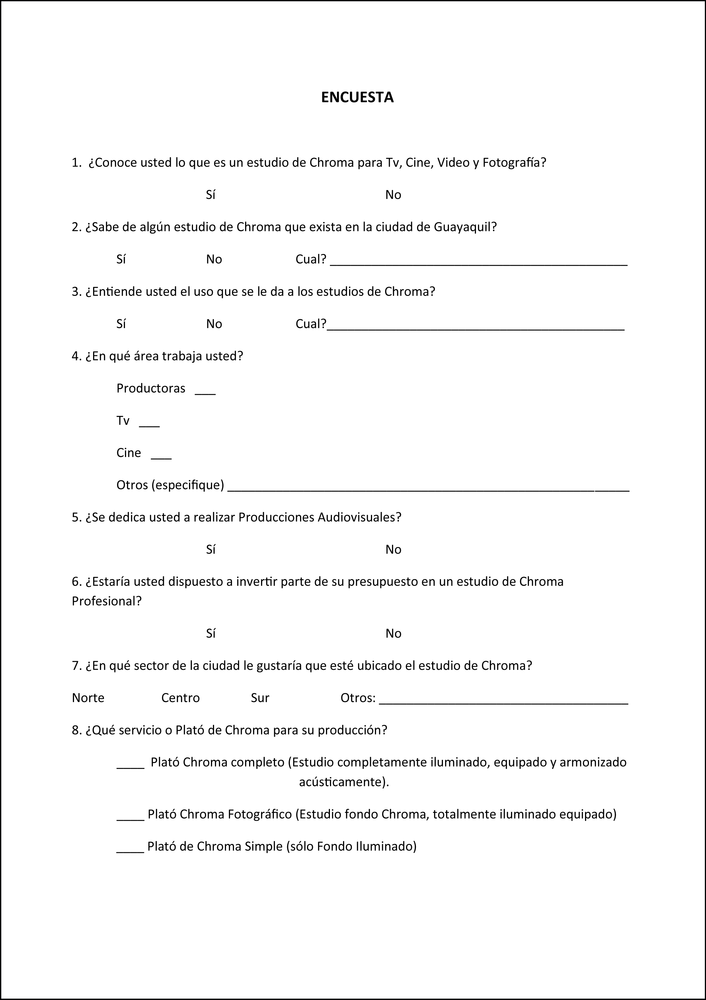 ENCUESTA
1. ¿Conoce usted lo que es un estudio de Chroma para Tv, Cine, Video y Fotografía?
Sí No
2. ¿Sabe de algún estudio de Chroma que exista en la ciudad de Guayaquil?
Sí No Cual? ___________________________________________
3. ¿Entiende usted el uso que se le da a los estudios de Chroma?
Sí No Cual?___________________________________________
4. ¿En qué área trabaja usted?
Productoras ___
Tv ___
Cine ___
Otros (especifique) __________________________________________________________
5. ¿Se dedica usted a realizar Producciones Audiovisuales?
Sí No
6. ¿Estaría usted dispuesto a invertir parte de su presupuesto en un estudio de Chroma
Profesional?
Sí No
7. ¿En qué sector de la ciudad le gustaría que esté ubicado el estudio de Chroma?
Norte Centro Sur Otros: ____________________________________
8. ¿Qué servicio o Plató de Chroma para su producción?
____ Plató Chroma completo (Estudio completamente iluminado, equipado y armonizado
acústicamente).
____ Plató Chroma Fotográfico (Estudio fondo Chroma, totalmente iluminado equipado)
____ Plató de Chroma Simple (sólo Fondo Iluminado)